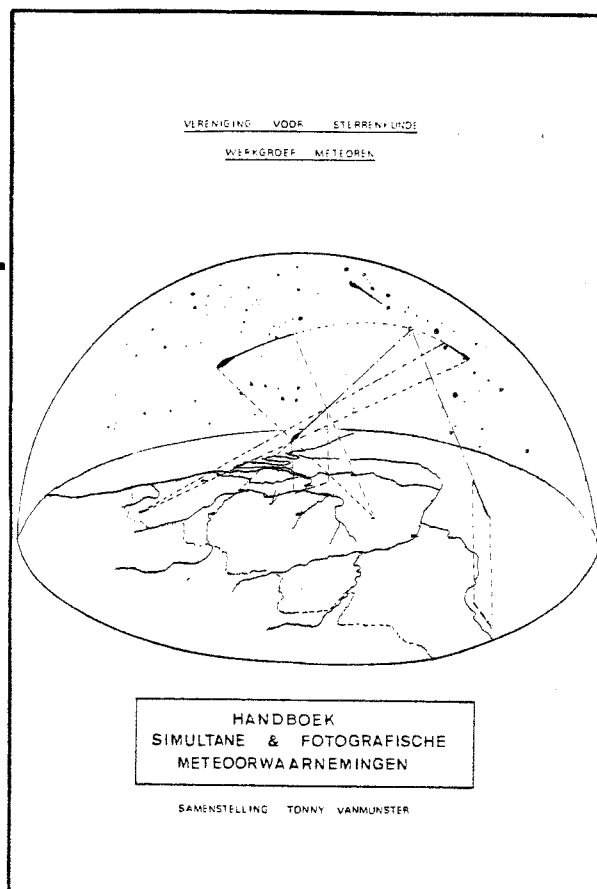 VERENIGING VOOR STERRENKUNDE
WERKGROEP METEOREN
HANDBOEK
SIMULTANE & FOTOGRAFISCHE
METEOORWAARNEMINGEN
SAMENSTELLING TONNY VANMUNSTER